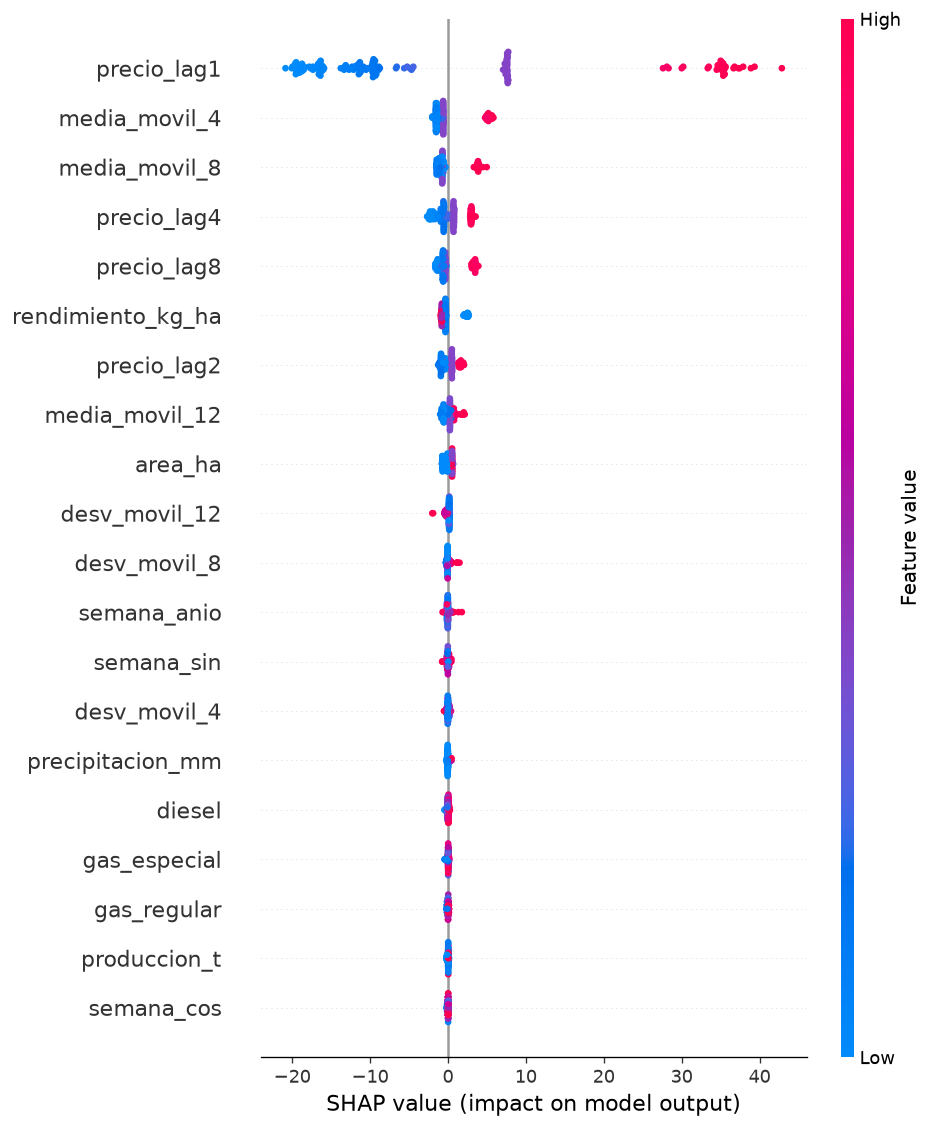 High
precio_lag1
media_movil_4
media_movil_8
precio_lag4
precio_lag8
rendimiento_kg_ha
precio_lag2
media_movil_12
area_ha
desv_movil_12
desv_movil_8
semana_anio
semana_sin
desv_movil_4
precipitacion_mm
diesel
gas_especial
gas_regular
produccion_t
semana_cos
Feature value
Low
−20 −10 0 10 20 30 40
SHAP value (impact on model output)